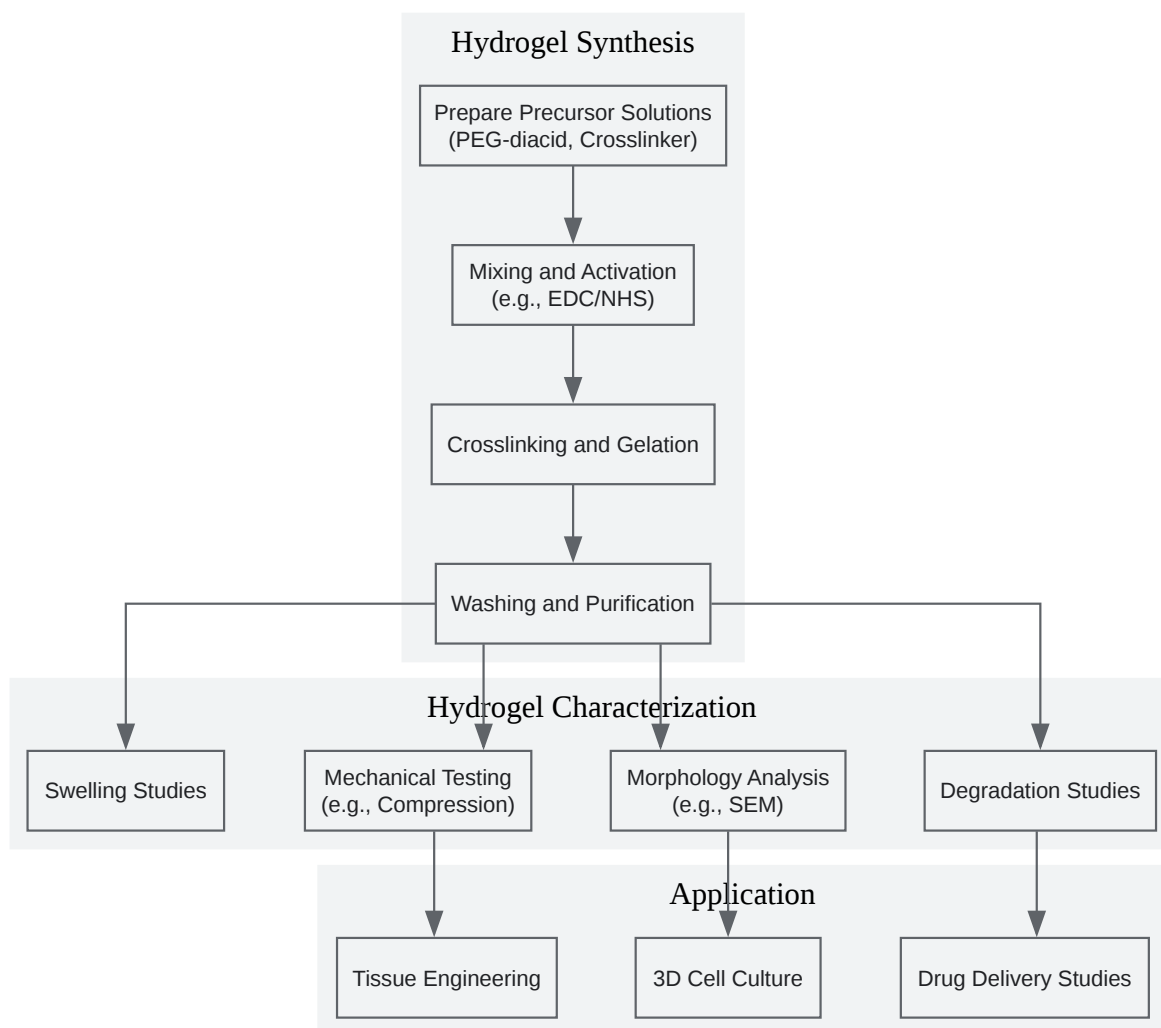 Hydrogel Synthesis
Prepare Precursor Solutions
(PEG-diacid, Crosslinker)
Mixing and Activation
(e.g., EDC/NHS)
Crosslinking and Gelation
Washing and Purification
Hydrogel Characterization
Swelling Studies
Mechanical Testing
(e.g., Compression)
Morphology Analysis
(e.g., SEM)
Degradation Studies
Application
Tissue Engineering
3D Cell Culture
Drug Delivery Studies